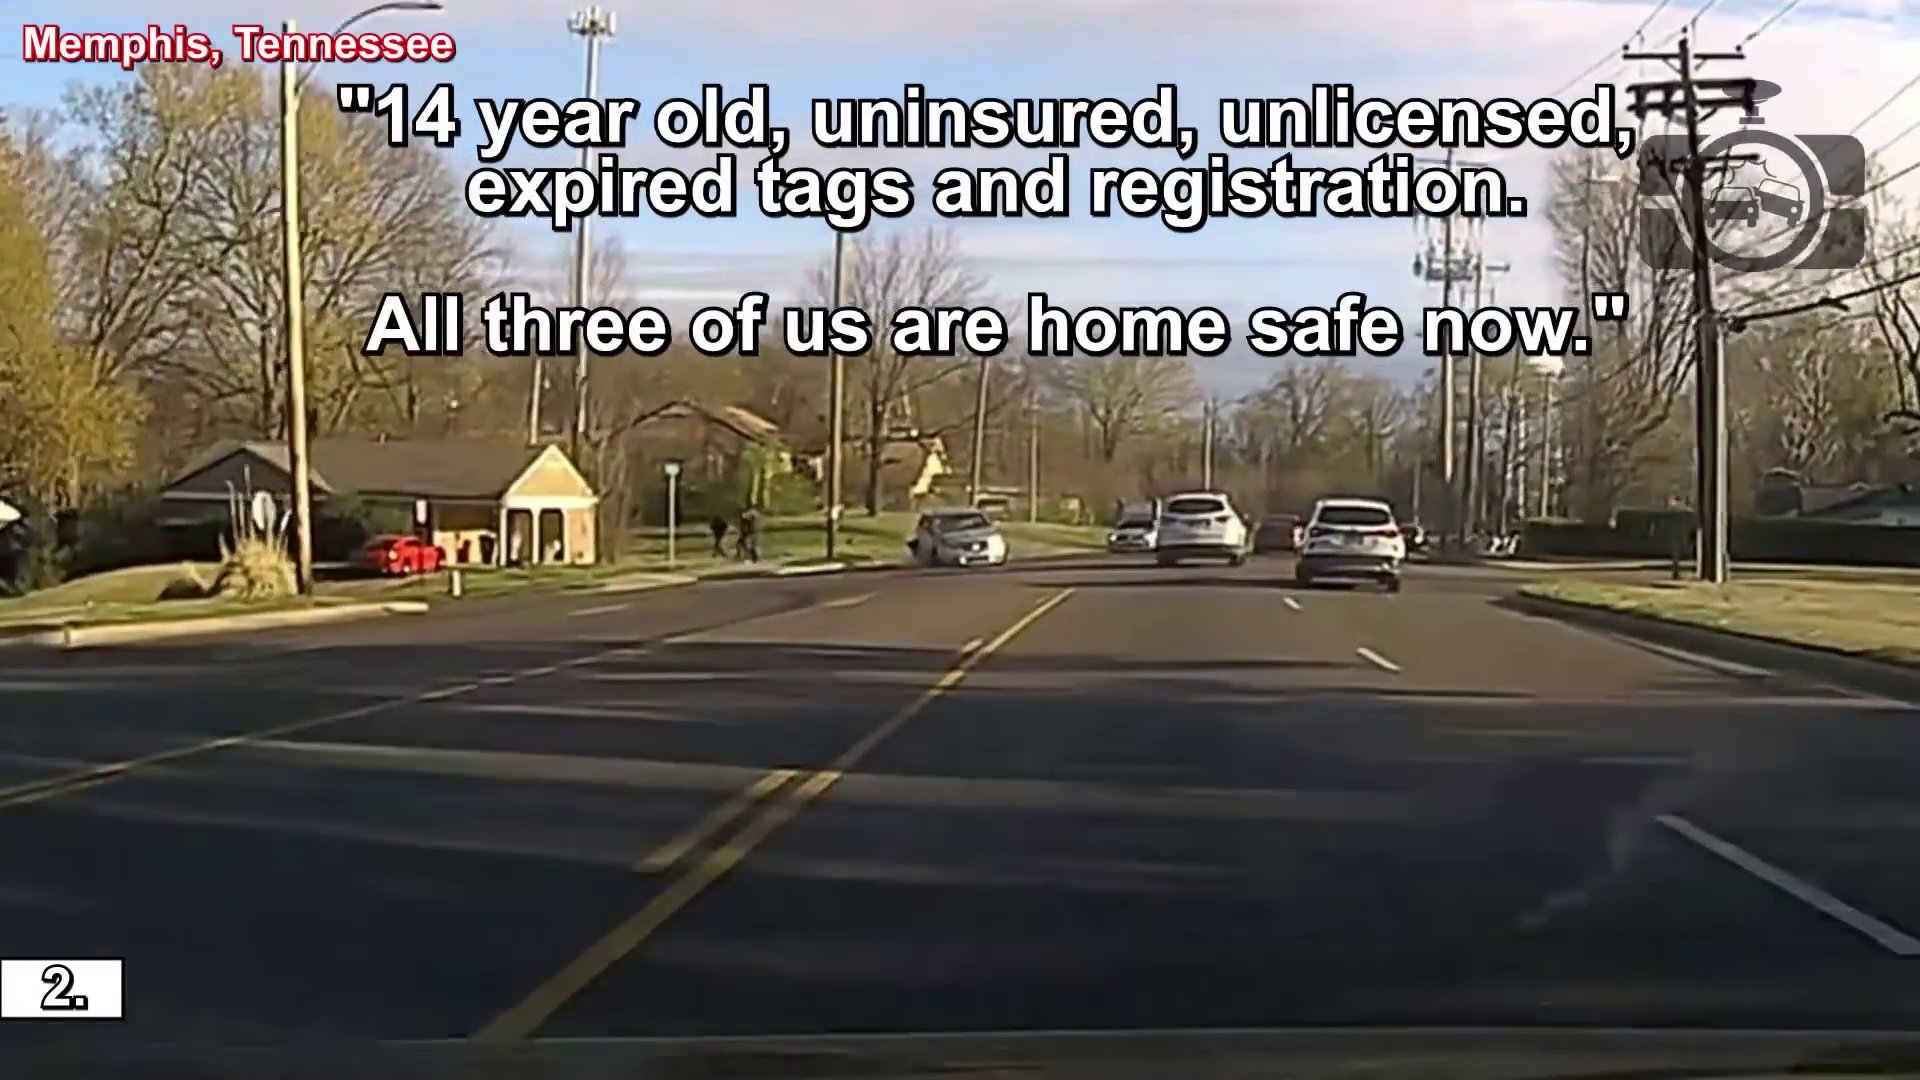 Memphis, Tennessee
"14 year old, uninsured, unlicensed,
expired tags and registration.
All three of us are home safe now."
2.